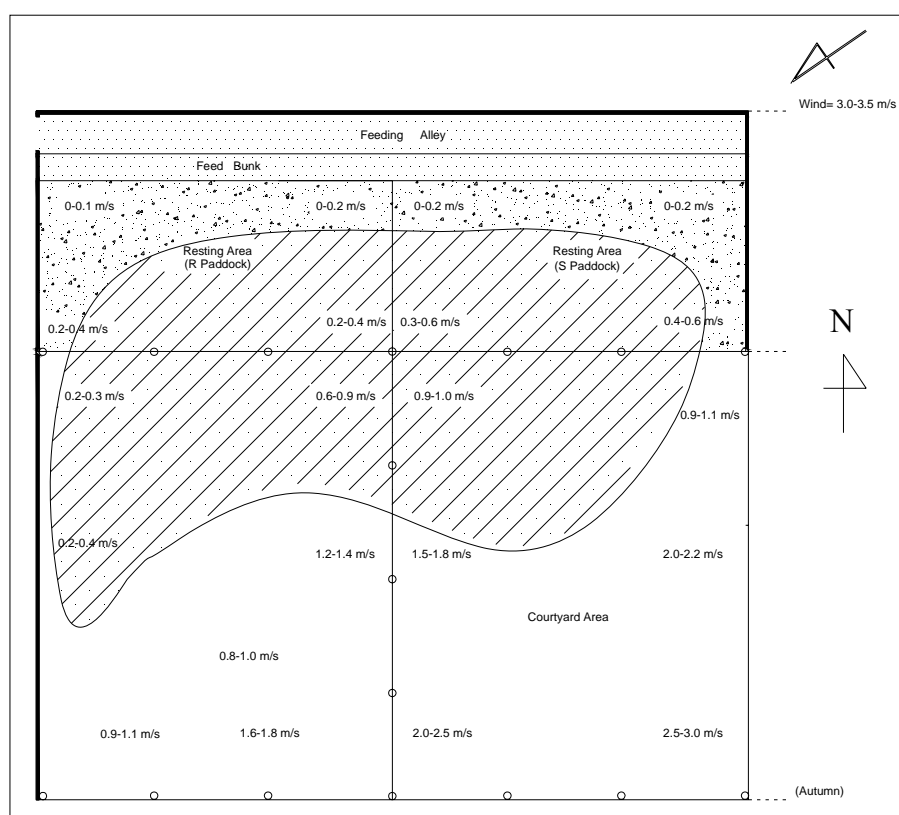 Wind= 3.0-3.5 m/s
Feeding Alley
Feed Bunk
0-0.1 m/s 0-0.2 m/s 0-0.2 m/s 0-0.2 m/s
Resting Area
(R Paddock)
Resting Area
(S Paddock)
0.2-0.4 m/s 0.2-0.4 m/s 0.3-0.6 m/s 0.4-0.6 m/s
N
0.2-0.3 m/s 0.6-0.9 m/s 0.9-1.0 m/s
0.9-1.1 m/s
0.2-0.4 m/s
1.2-1.4 m/s 1.5-1.8 m/s 2.0-2.2 m/s
Courtyard Area
0.8-1.0 m/s
0.9-1.1 m/s 1.6-1.8 m/s 2.0-2.5 m/s 2.5-3.0 m/s
(Autumn)